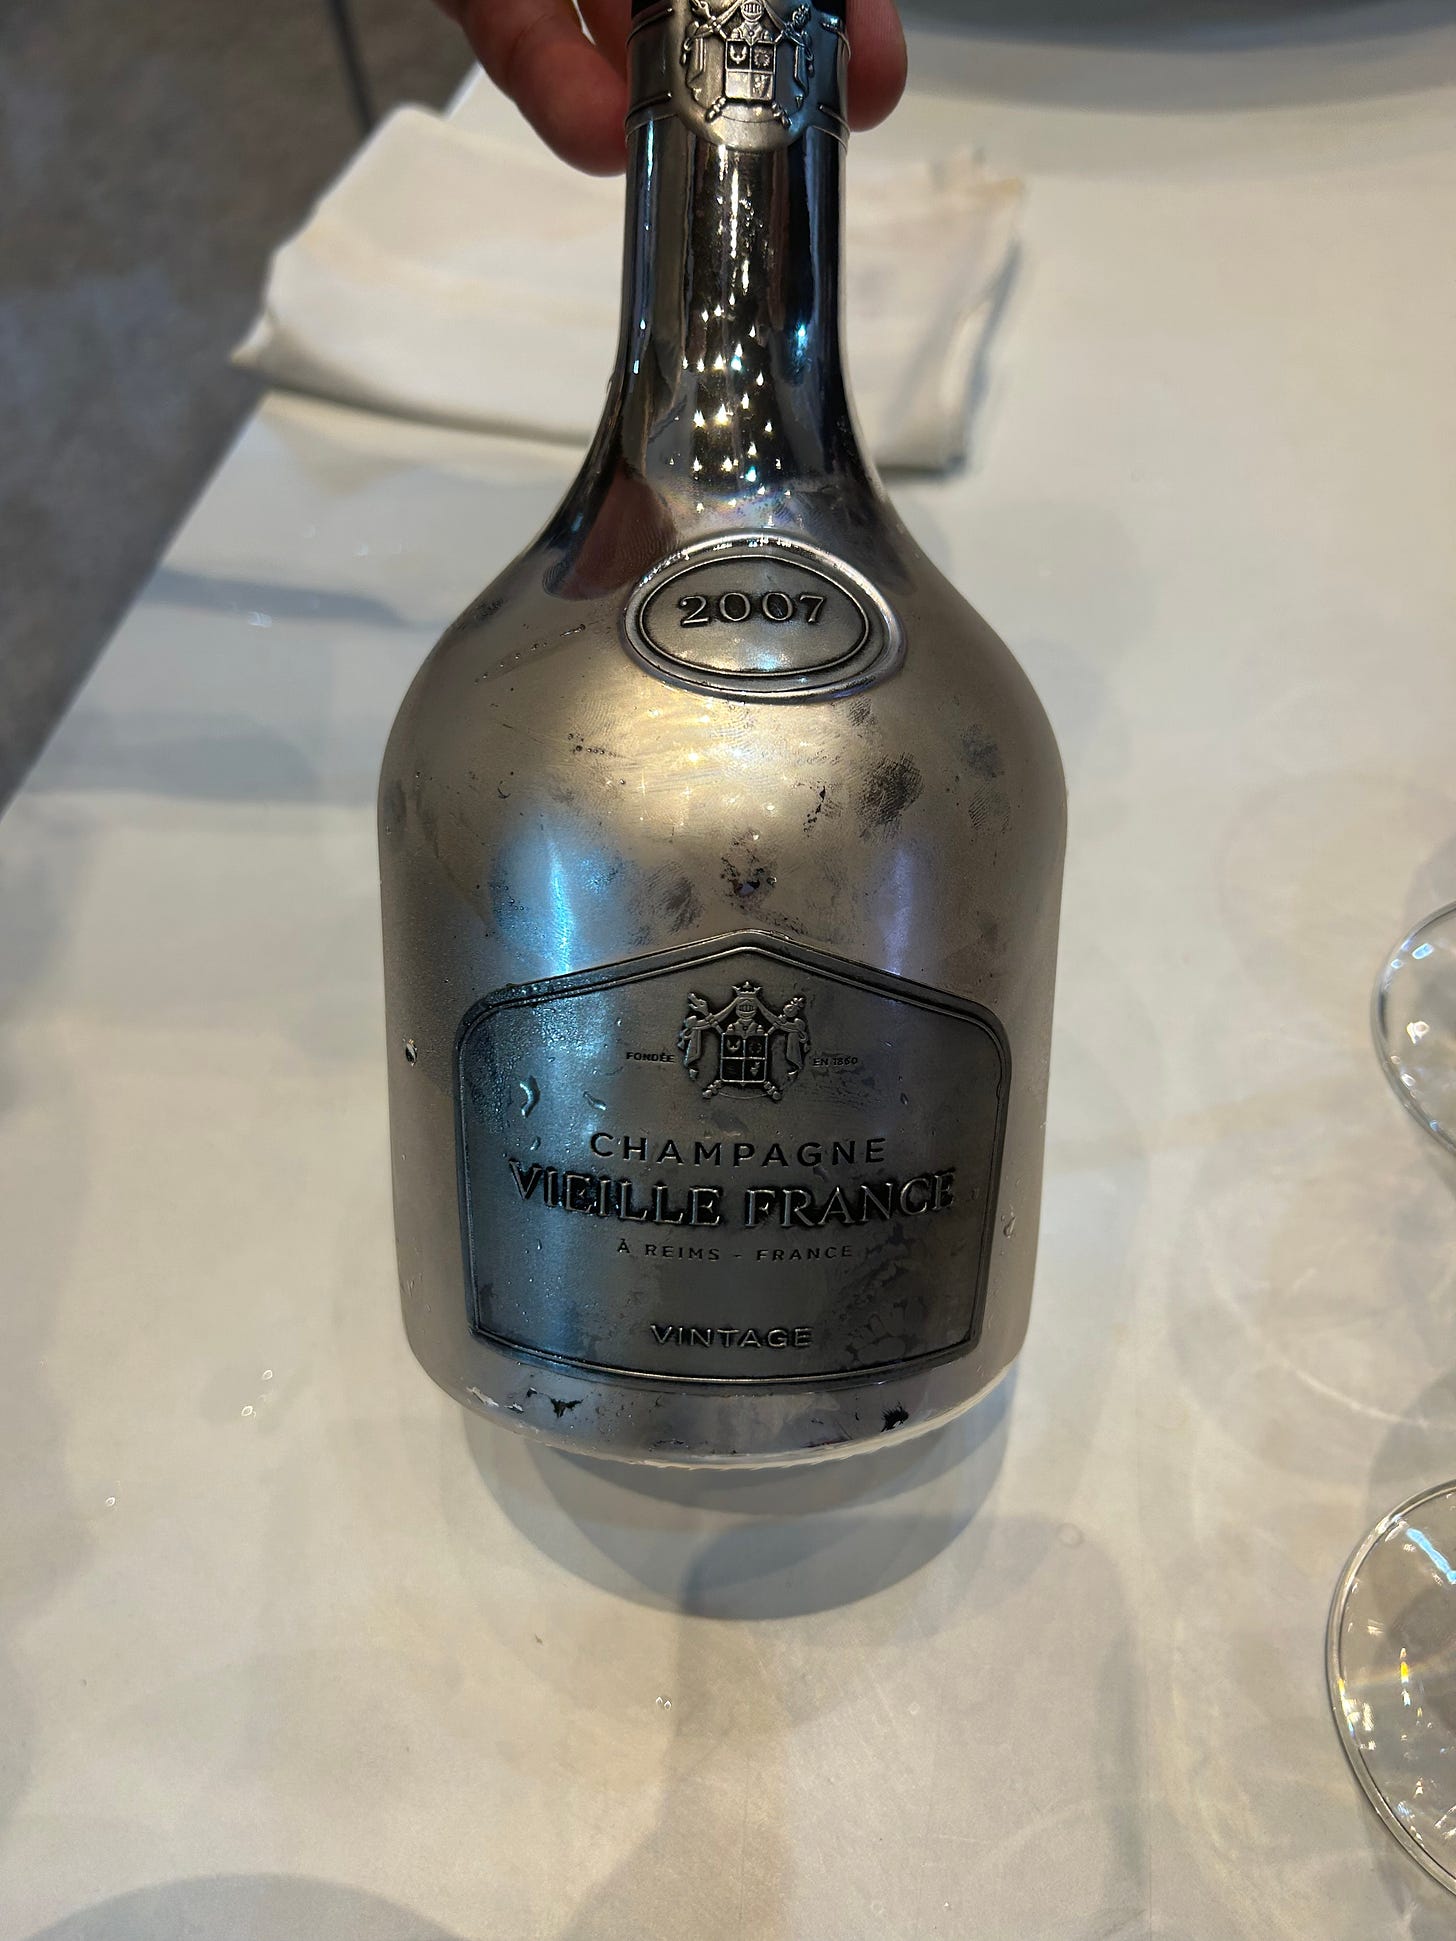 2007
FONDÉE EN 1860
CHAMPAGNE
VIEILLE FRANCE
À REIMS - FRANCE
VINTAGE